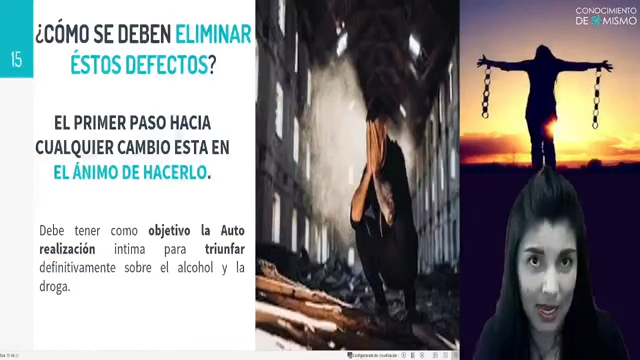 15
¿CÓMO SE DEBEN ELIMINAR
ÉSTOS DEFECTOS?
EL PRIMER PASO HACIA
CUALQUIER CAMBIO ESTA EN
EL ÁNIMO DE HACERLO.
Debe tener como objetivo la Auto
realización intima para triunfar
definitivamente sobre el alcohol y la
droga.
CONOCIMIENTO
DE SÍ MISMO